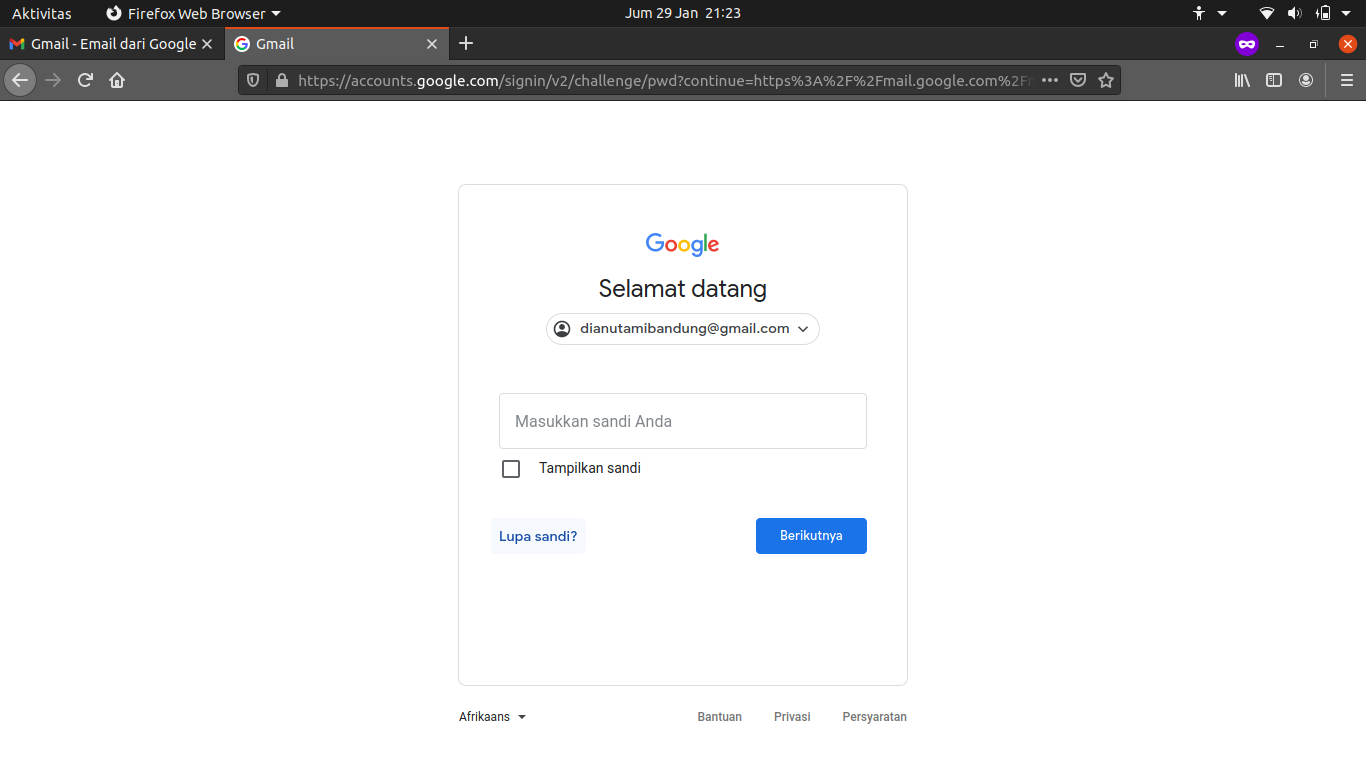 Aktivitas Firefox Web Browser Jum 29 Jan 21:23
Gmail - Email dari Google Gmail
https://accounts.google.com/signin/v2/challenge/pwd?continue=https%3A%2F%2Fmail.google.com%2F
Google
Selamat datang
dianutamibandung@gmail.com
Masukkan sandi Anda
Tampilkan sandi
Lupa sandi? Berikutnya
Afrikaans Bantuan Privasi Persyaratan